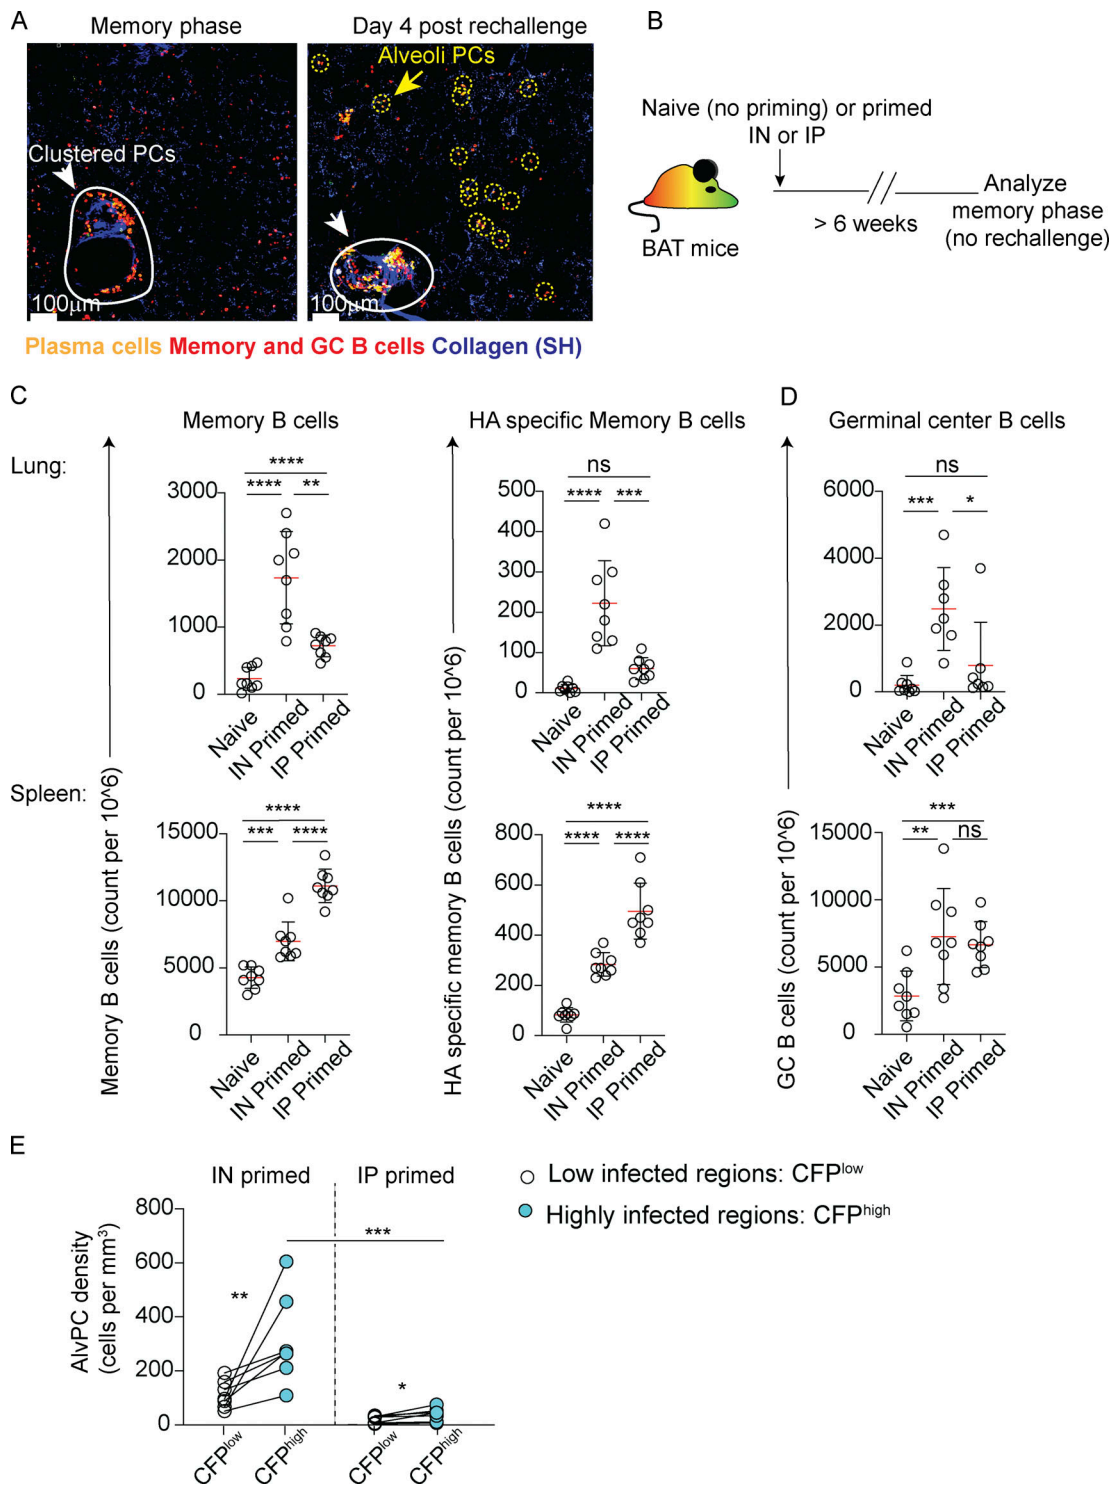 A
Memory phase
Day 4 post rechallenge
Alveoli PCs
Clustered PCs
100µm
100µm
Plasma cells Memory and GC B cells Collagen (SH)
B
Naive (no priming) or primed
IN or IP
BAT mice
> 6 weeks
Analyze
memory phase
(no rechallenge)
C
Memory B cells
HA specific Memory B cells
Lung:
Memory B cells (count per 10^6)
****
****
**
3000
2000
1000
0
Naive
IN Primed
IP Primed
HA specific memory B cells (count per 10^6)
ns
****
***
500
400
300
200
100
0
Naive
IN Primed
IP Primed
D
Germinal center B cells
GC B cells (count per 10^6)
ns
***
*
6000
4000
2000
0
Naive
IN Primed
IP Primed
Spleen:
****
***
****
15000
10000
5000
0
Naive
IN Primed
IP Primed
****
****
****
800
600
400
200
0
Naive
IN Primed
IP Primed
***
**
ns
15000
10000
5000
0
Naive
IN Primed
IP Primed
E
IN primed
IP primed
AlvPC density
(cells per mm3)
800
600
400
200
0
**
***
*
CFPlow
CFPhigh
CFPlow
CFPhigh
Low infected regions: CFPlow
Highly infected regions: CFPhigh